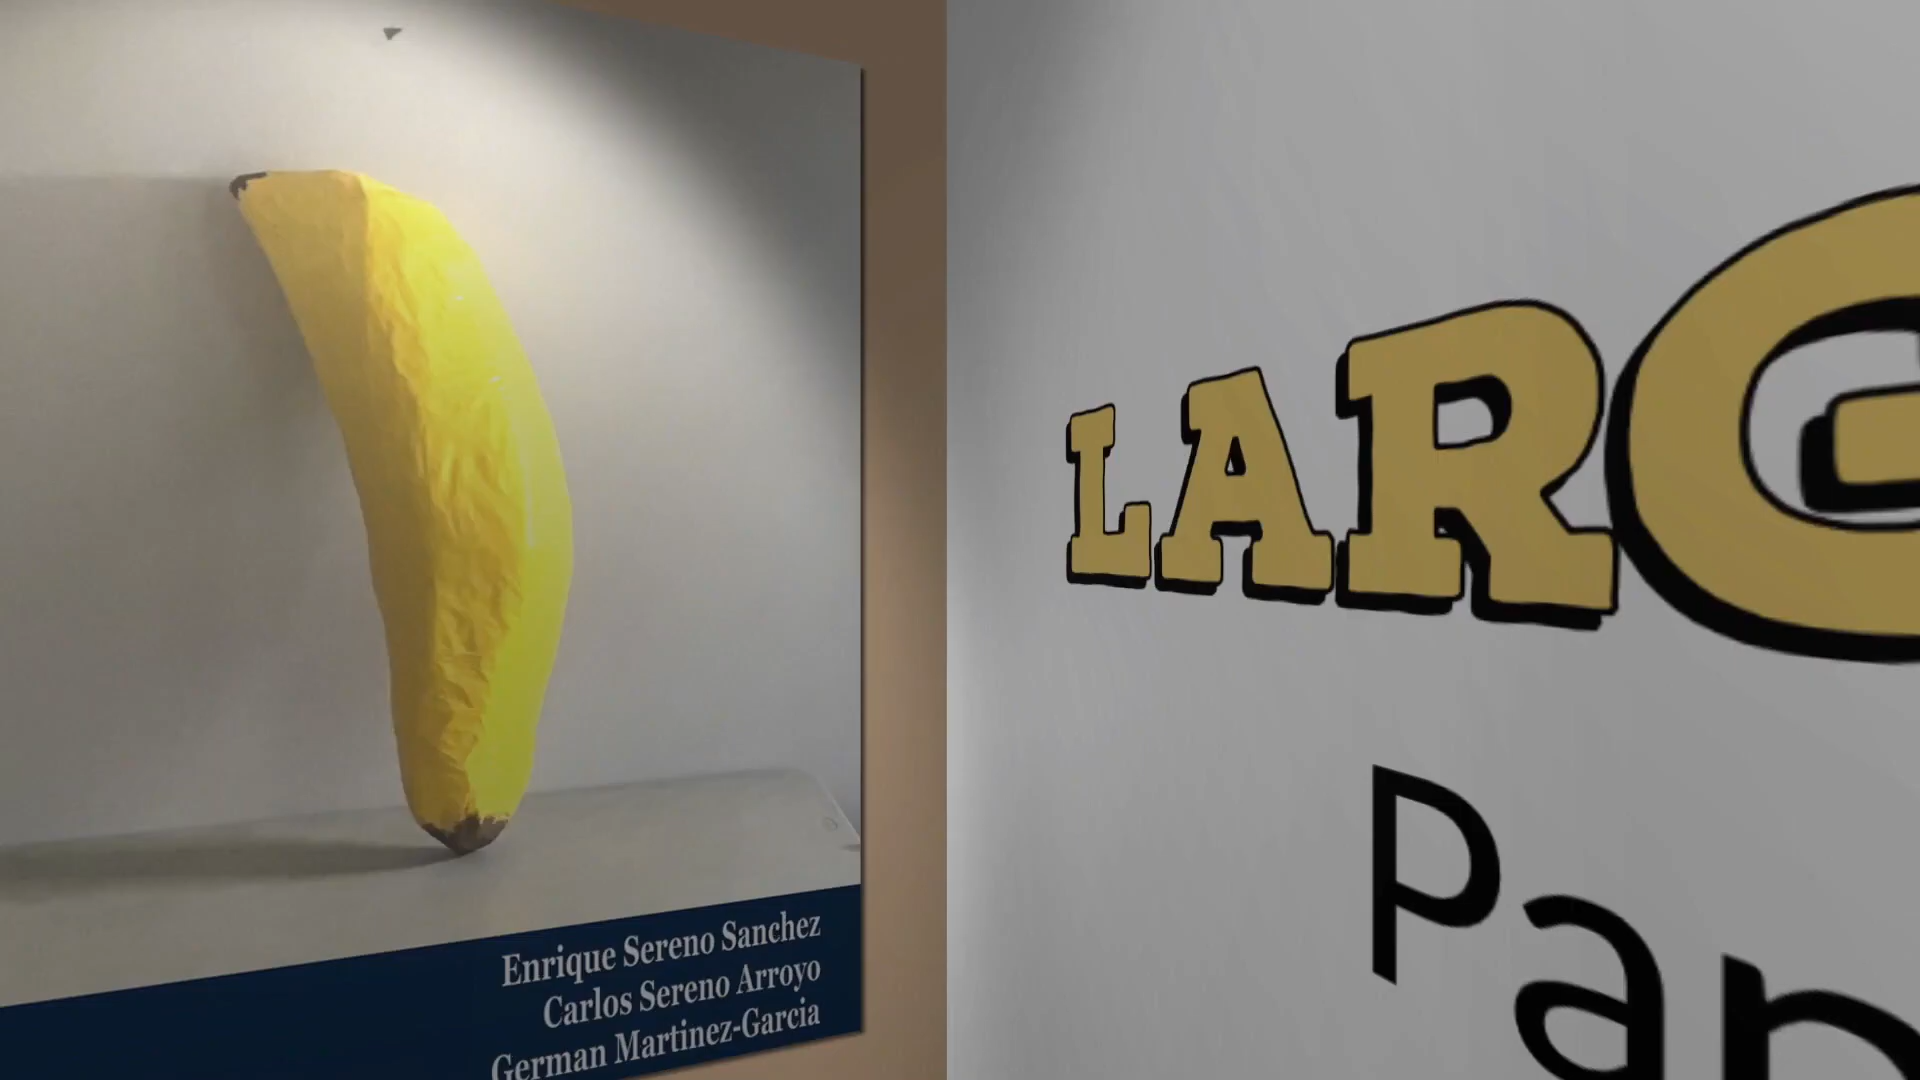 Enrique Sereno Sanchez
Carlos Sereno Arroyo
German Martinez-Garcia
LARG
Pa